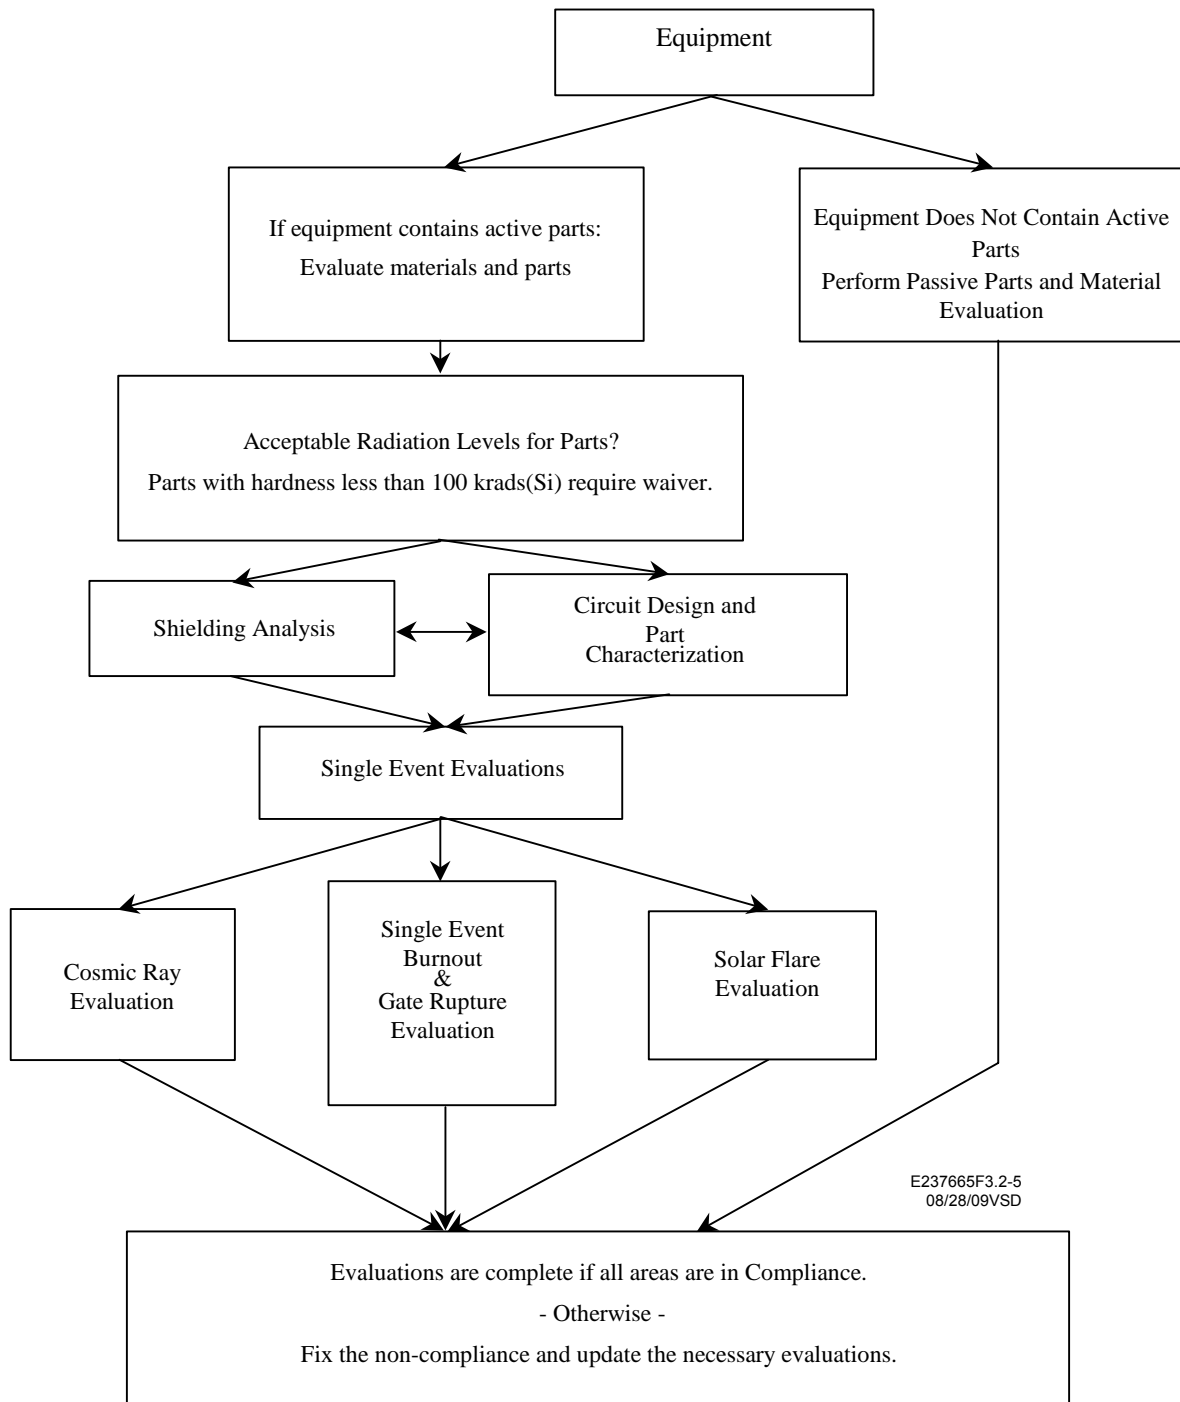 Equipment
If equipment contains active parts:
Evaluate materials and parts
Equipment Does Not Contain Active
Parts
Perform Passive Parts and Material
Evaluation
Acceptable Radiation Levels for Parts?
Parts with hardness less than 100 krads(Si) require waiver.
Shielding Analysis
Circuit Design and
Part
Characterization
Single Event Evaluations
Cosmic Ray
Evaluation
Single Event
Burnout
&
Gate Rupture
Evaluation
Solar Flare
Evaluation
E237665F3.2-5
08/28/09VSD
Evaluations are complete if all areas are in Compliance.
- Otherwise -
Fix the non-compliance and update the necessary evaluations.